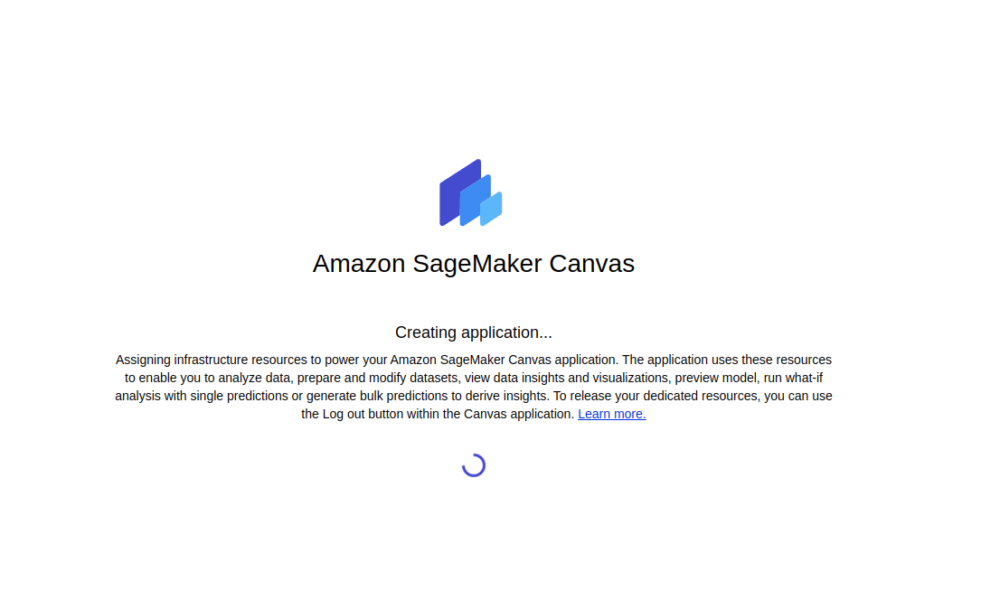 Amazon SageMaker Canvas
Creating application...
Assigning infrastructure resources to power your Amazon SageMaker Canvas application. The application uses these resources
to enable you to analyze data, prepare and modify datasets, view data insights and visualizations, preview model, run what-if
analysis with single predictions or generate bulk predictions to derive insights. To release your dedicated resources, you can use
the Log out button within the Canvas application. Learn more.